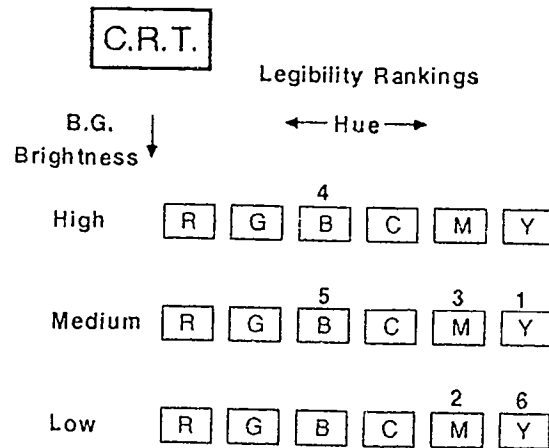 C.R.T.
Legibility Rankings
B.G.
Brightness
Hue
4
High R G B C M Y
5 3 1
Medium R G B C M Y
2 6
Low R G B C M Y